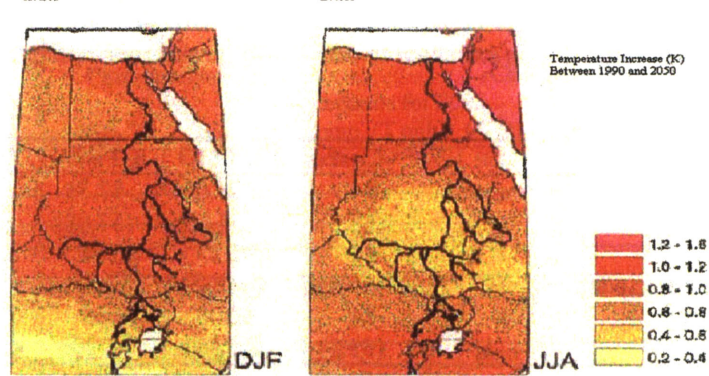 Temperature Increase (K)
Between 1990 and 2050
1.2 - 1.6
1.0 - 1.2
0.8 - 1.0
0.6 - 0.8
0.4 - 0.6
0.2 - 0.4
DJF
JJA